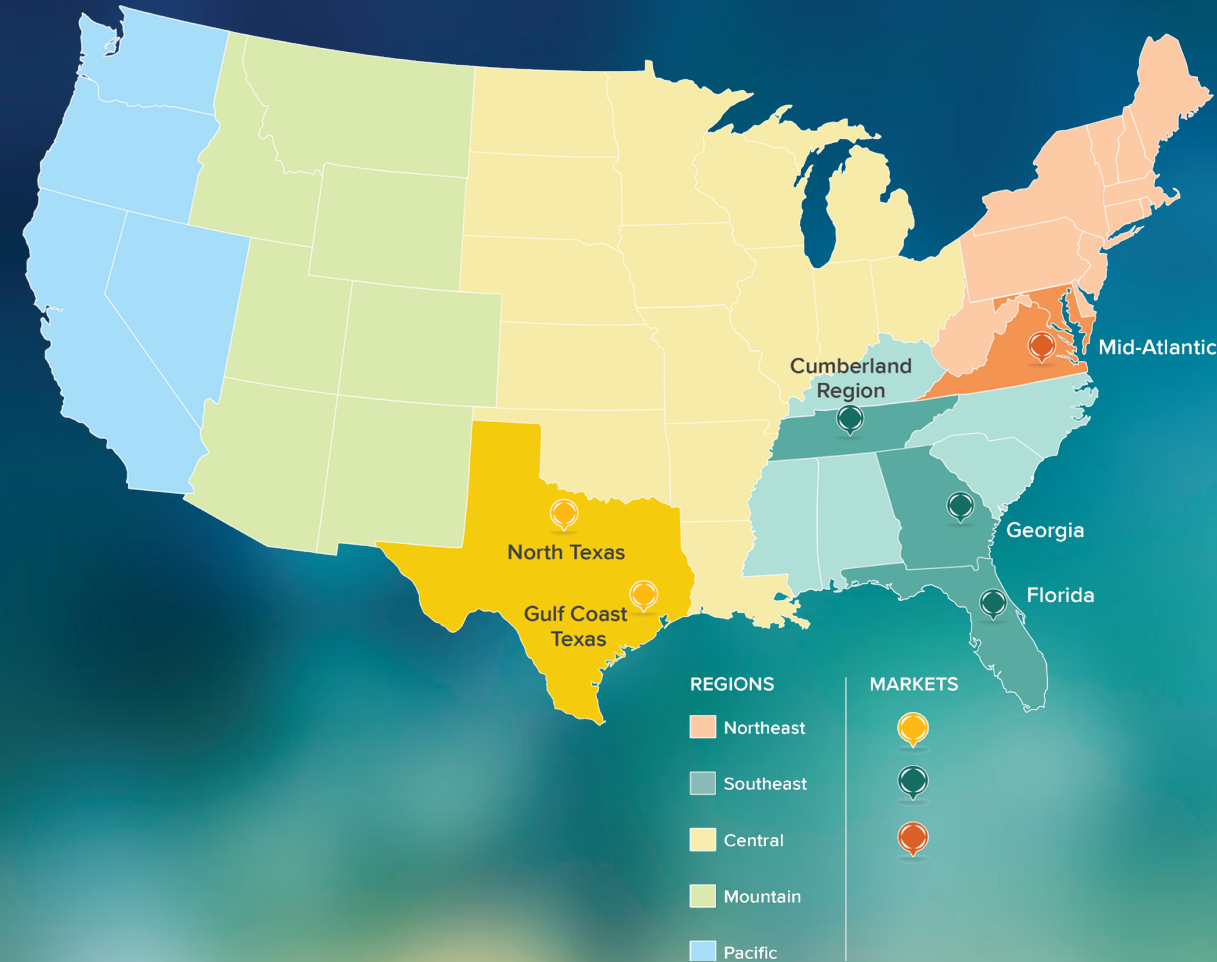 Mid-Atlantic
Cumberland
Region
North Texas
Georgia
Gulf Coast
Texas
Florida
REGIONS
MARKETS
Northeast
Southeast
Central
Mountain
Pacific